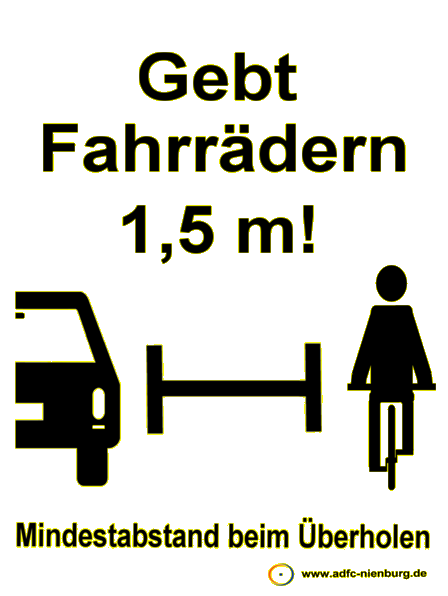 Gebt
Fahrrädern
1,5 m!
Mindestabstand beim Überholen
www.adfc-nienburg.de